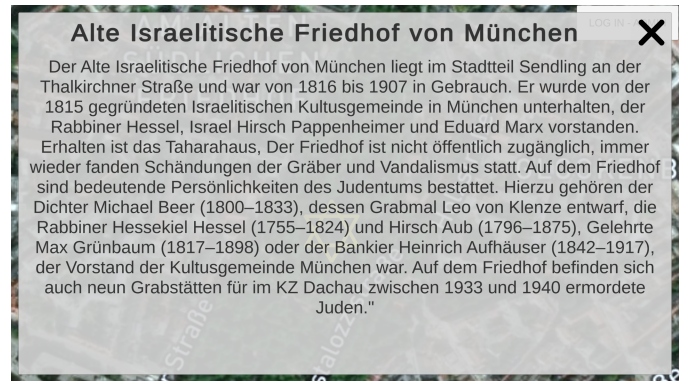 LOG IN -
Alte Israelitische Friedhof von München
Der Alte Israelitische Friedhof von München liegt im Stadtteil Sendling an der
Thalkirchner Straße und war von 1816 bis 1907 in Gebrauch. Er wurde von der
1815 gegründeten Israelitischen Kultusgemeinde in München unterhalten, der
Rabbiner Hessel, Israel Hirsch Pappenheimer und Eduard Marx vorstanden.
Erhalten ist das Taharahaus, Der Friedhof ist nicht öffentlich zugänglich, immer
wieder fanden Schändungen der Gräber und Vandalismus statt. Auf dem Friedhof
sind bedeutende Persönlichkeiten des Judentums bestattet. Hierzu gehören der
Dichter Michael Beer (1800–1833), dessen Grabmal Leo von Klenze entwarf, die
Rabbiner Hessekiel Hessel (1755–1824) und Hirsch Aub (1796–1875), Gelehrte
Max Grünbaum (1817–1898) oder der Bankier Heinrich Aufhäuser (1842–1917),
der Vorstand der Kultusgemeinde München war. Auf dem Friedhof befinden sich
auch neun Grabstätten für im KZ Dachau zwischen 1933 und 1940 ermordete
Juden."
Straße